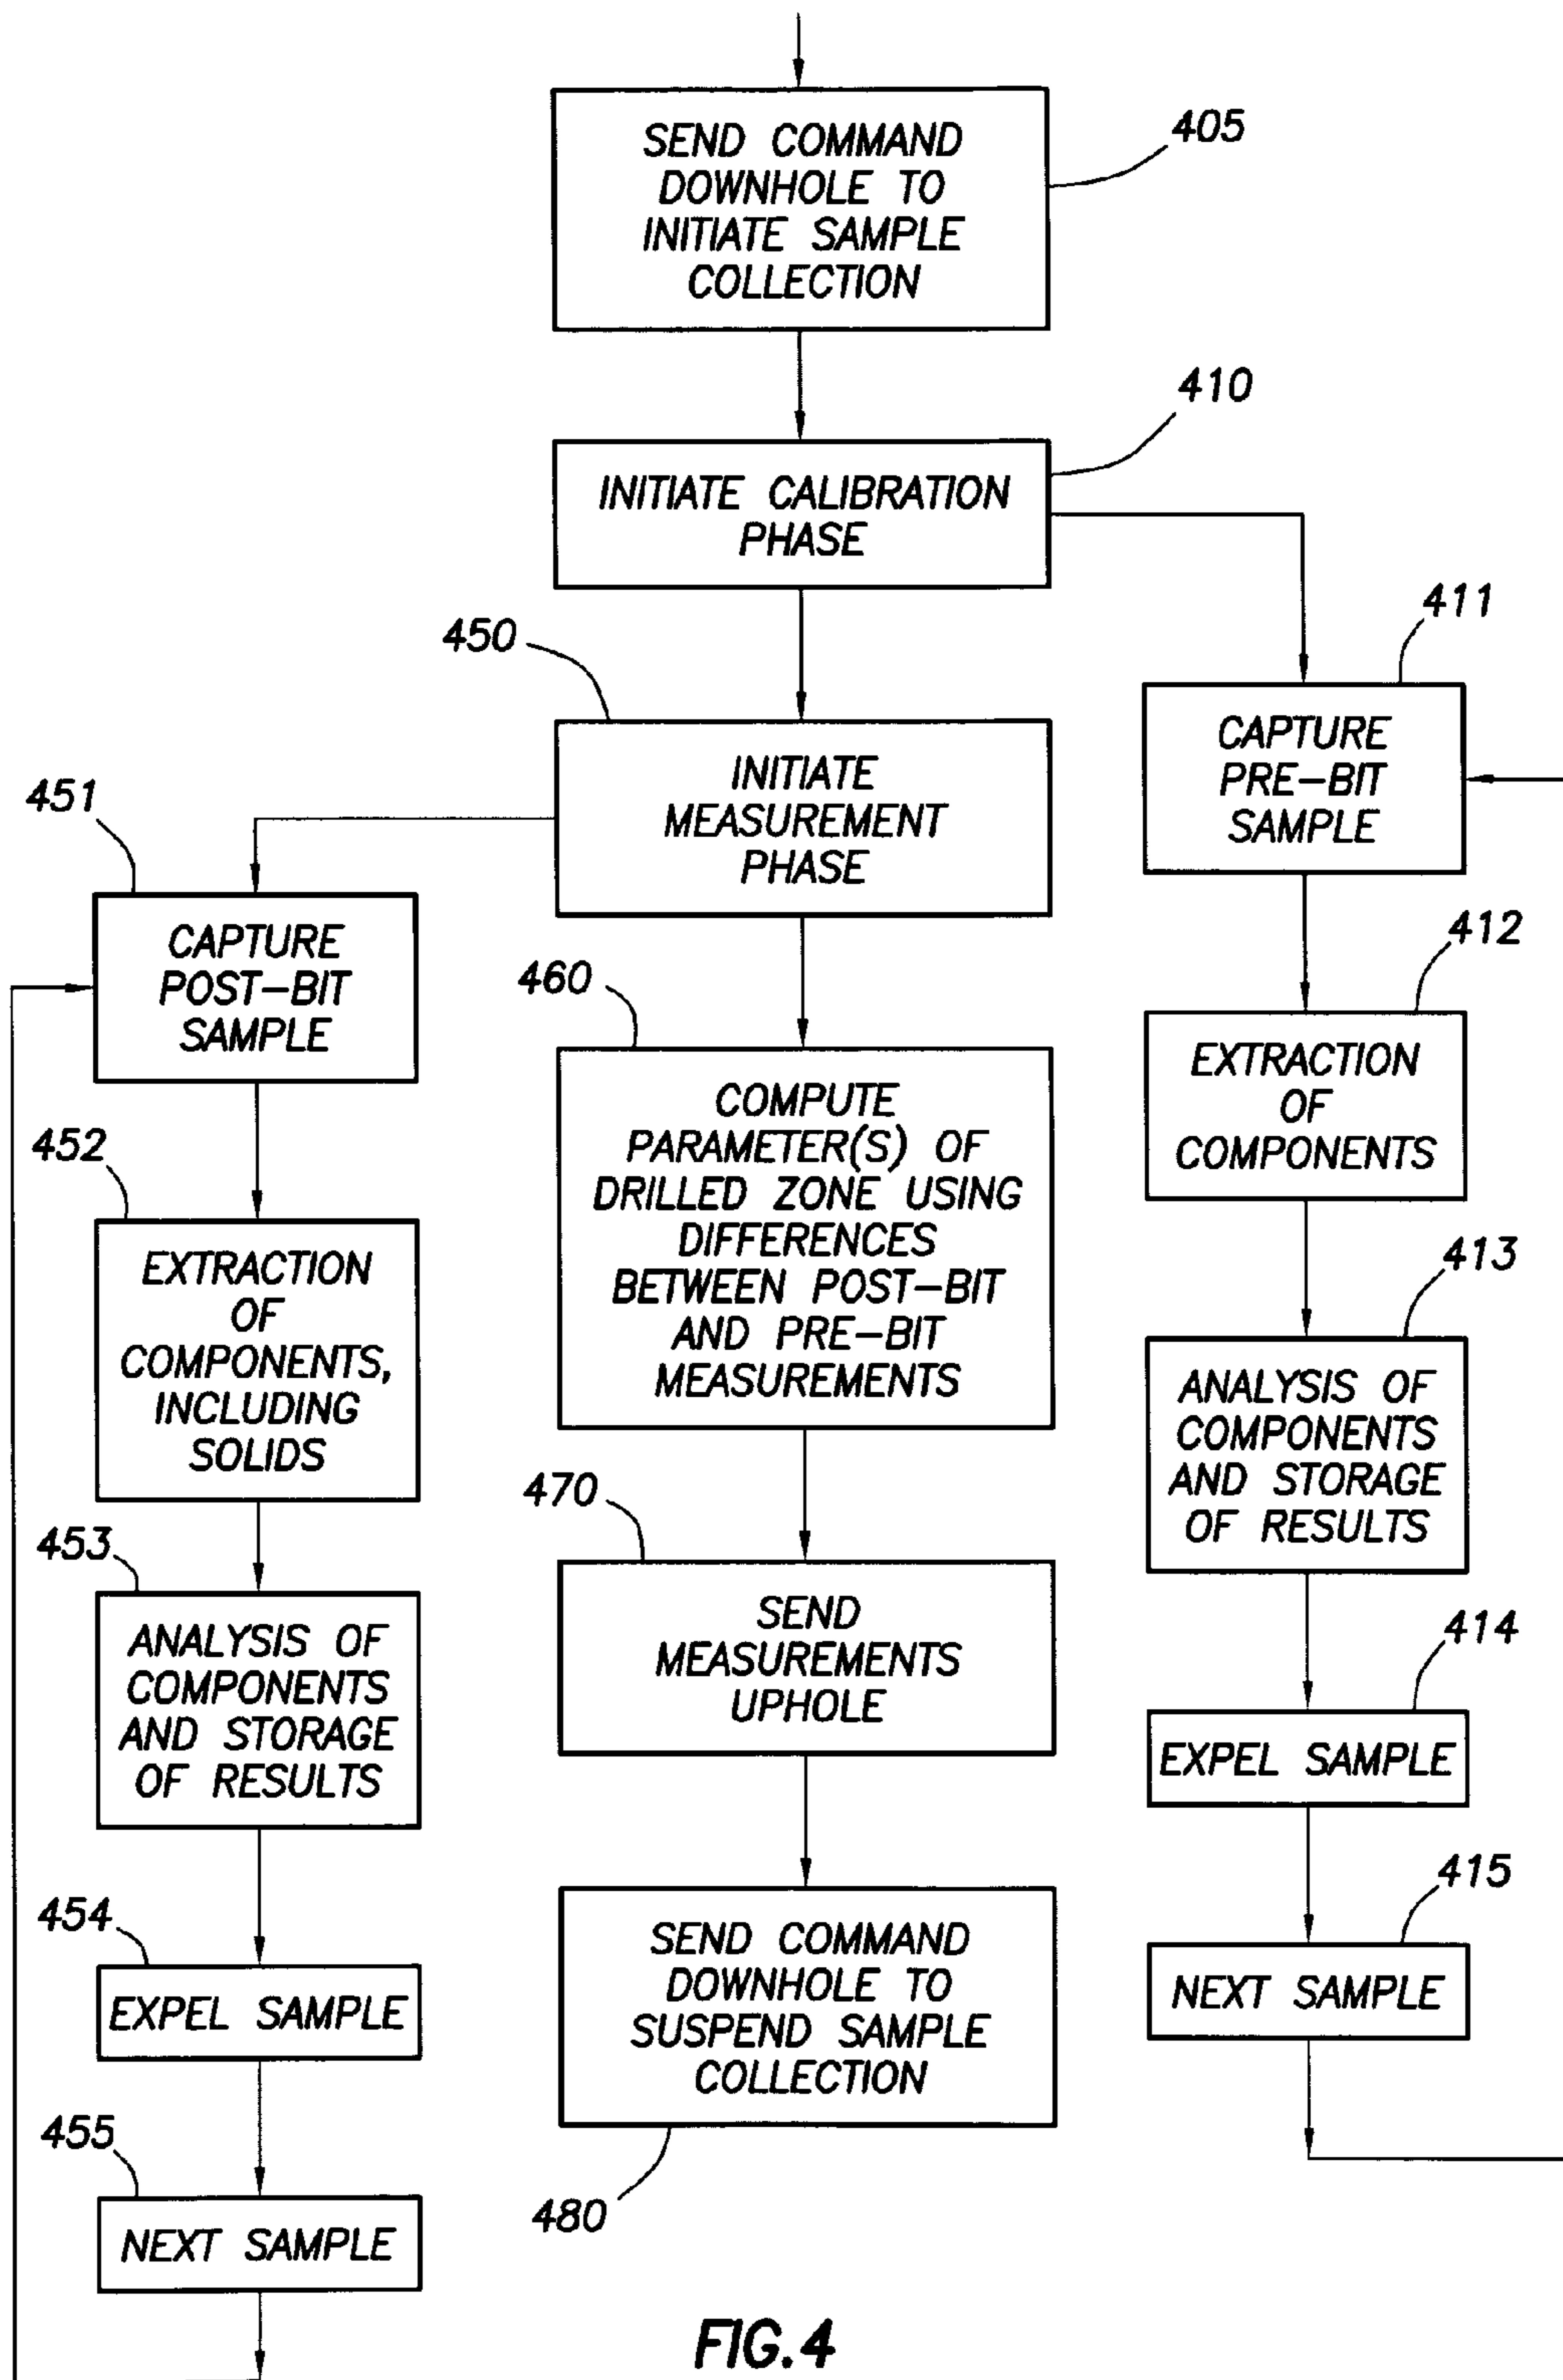 SEND COMMAND
DOWNHOLE TO
INITIATE SAMPLE
COLLECTION
405
INITIATE CALIBRATION
PHASE
410
INITIATE
MEASUREMENT
PHASE
450
CAPTURE
PRE-BIT
SAMPLE
411
CAPTURE
POST-BIT
SAMPLE
451
EXTRACTION
OF
COMPONENTS
412
COMPUTE
PARAMETER(S) OF
DRILLED ZONE USING
DIFFERENCES
BETWEEN POST-BIT
AND PRE-BIT
MEASUREMENTS
460
EXTRACTION
OF
COMPONENTS,
INCLUDING
SOLIDS
452
ANALYSIS OF
COMPONENTS
AND STORAGE
OF RESULTS
413
SEND
MEASUREMENTS
UPHOLE
470
ANALYSIS OF
COMPONENTS
AND STORAGE
OF RESULTS
453
EXPEL SAMPLE
414
SEND COMMAND
DOWNHOLE TO
SUSPEND SAMPLE
COLLECTION
480
NEXT SAMPLE
415
EXPEL SAMPLE
454
NEXT SAMPLE
455
FIG.4